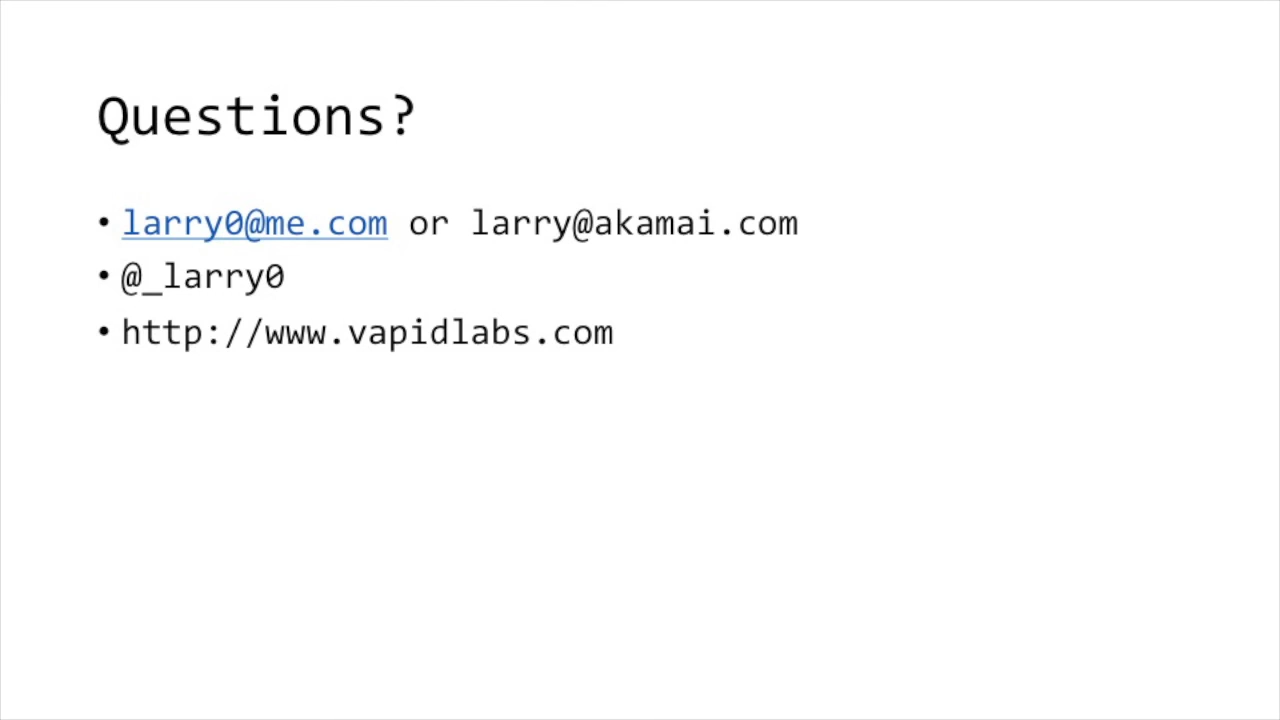 Questions?
• larry0@me.com or larry@akamai.com
• @_larry0
• http://www.vapidlabs.com